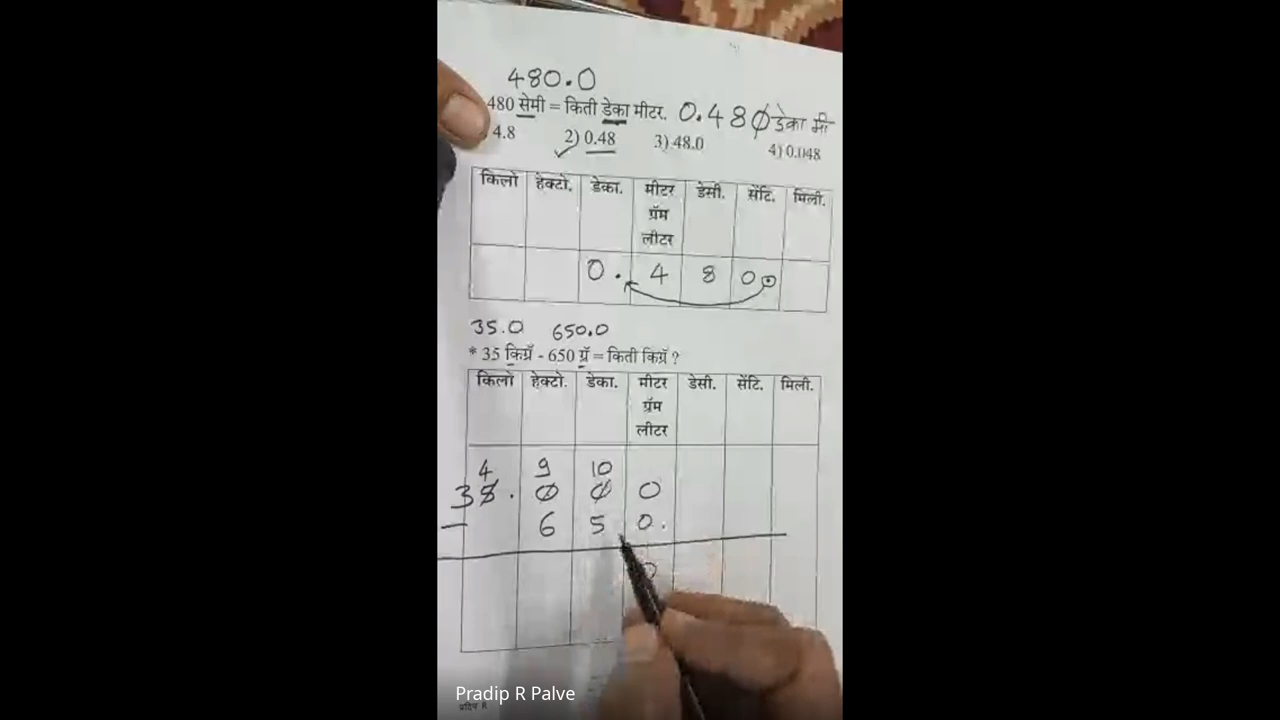 480.0
480 सेमी = किती डेका मीटर. 0.480 डेका मी
4.8 2) 0.48 3) 48.0 4) 0.048
किलो हेक्टो. डेका. मीटर डेसी. सेंटि. मिली.
ग्रॅम
लीटर
0. 4 8 0.
35.0 650.0
* 35 किग्रॅ - 650 ग्रॅ = किती किग्रॅ ?
किलो हेक्टो. डेका. मीटर डेसी. सेंटि. मिली.
ग्रॅम
लीटर
4 9 10
35. 0 0 0
- 6 5 0.
0
Pradip R Palve